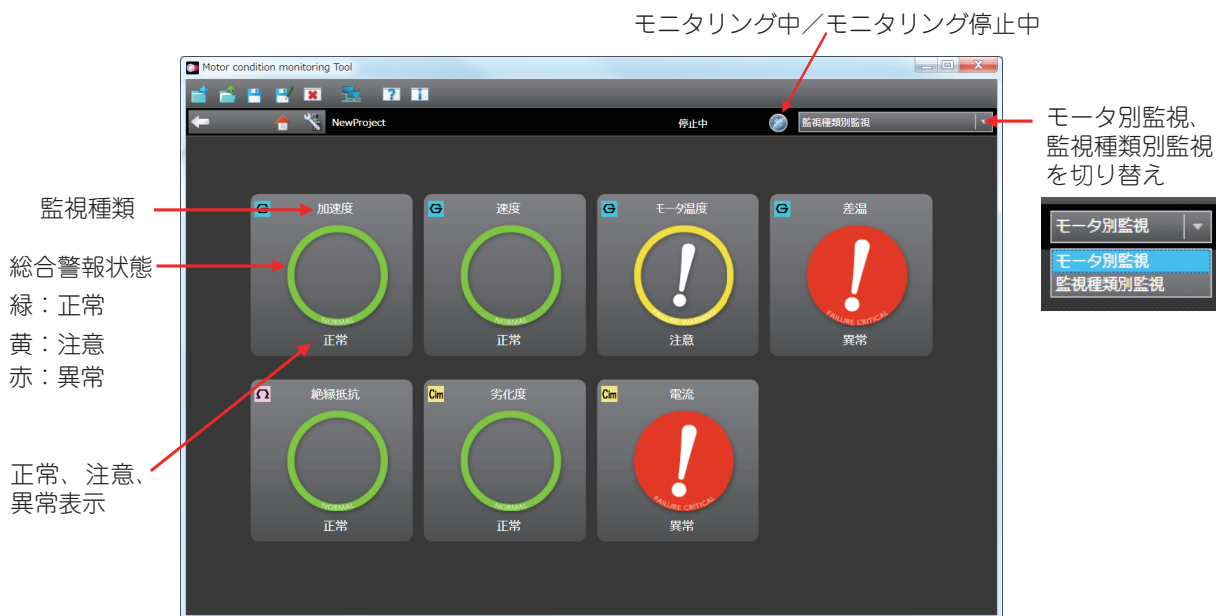 モニタリング中／モニタリング停止中
Motor condition monitoring Tool
NewProject
停止中
監視種類別監視
モータ別監視、
監視種類別監視
を切り替え
モータ別監視
モータ別監視
監視種類別監視
監視種類
総合警報状態
緑：正常
黄：注意
赤：異常
正常、注意、
異常表示
G 加速度
NORMAL
正常
G 速度
NORMAL
正常
G モータ温度
注意
G 差温
FAILURE CRITICAL
異常
Ω 絶縁抵抗
NORMAL
正常
Cim 劣化度
NORMAL
正常
Cim 電流
FAILURE CRITICAL
異常